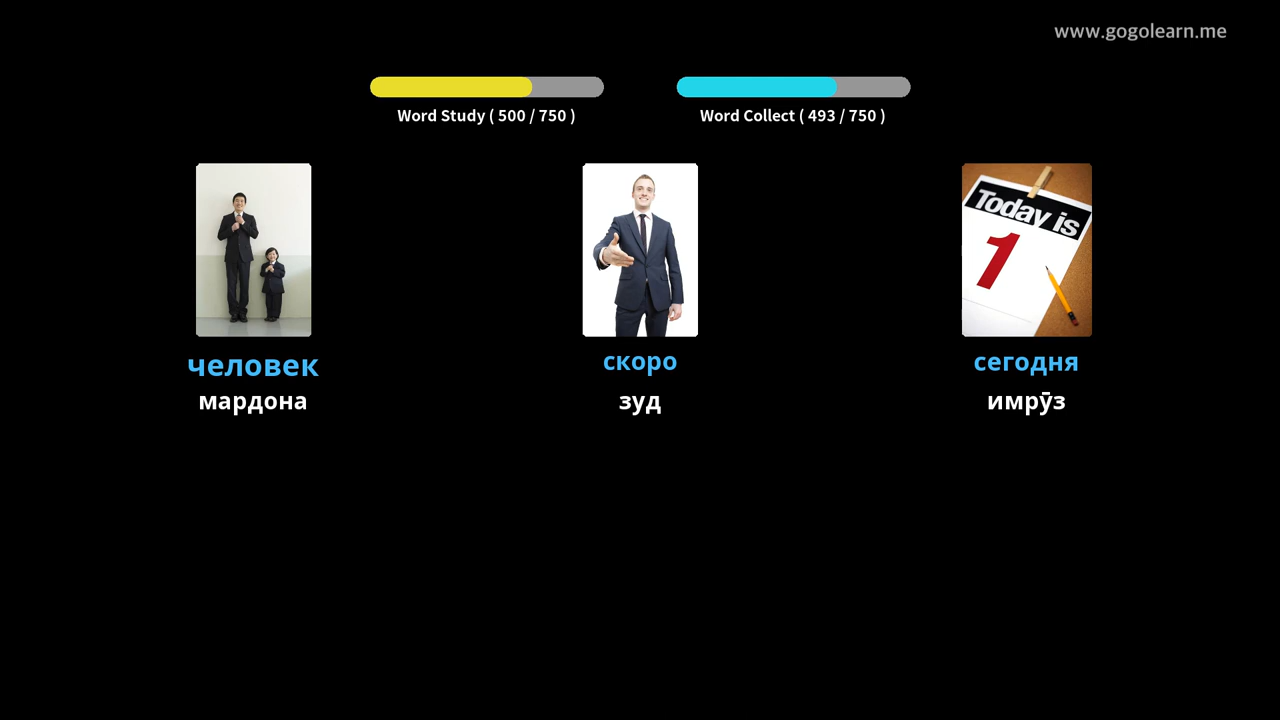 www.gogolearn.me
Word Study ( 500 / 750 )
Word Collect ( 493 / 750 )
Today is
1
человек
скоро
сегодня
мардона
зуд
имрӯз